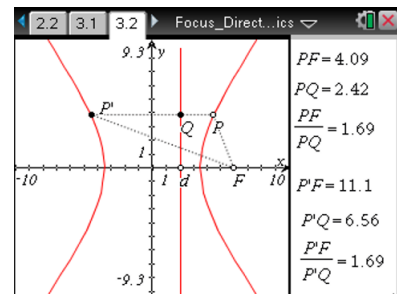 2.2 3.1 3.2 Focus_Direct...ics
9.3 y
PF=4.09
PQ=2.42
PF
PQ
=1.69
P'F=11.1
P'Q=6.56
P'F
P'Q
=1.69
P'
Q
P
1
x
-10
1
d
F
10
-9.3